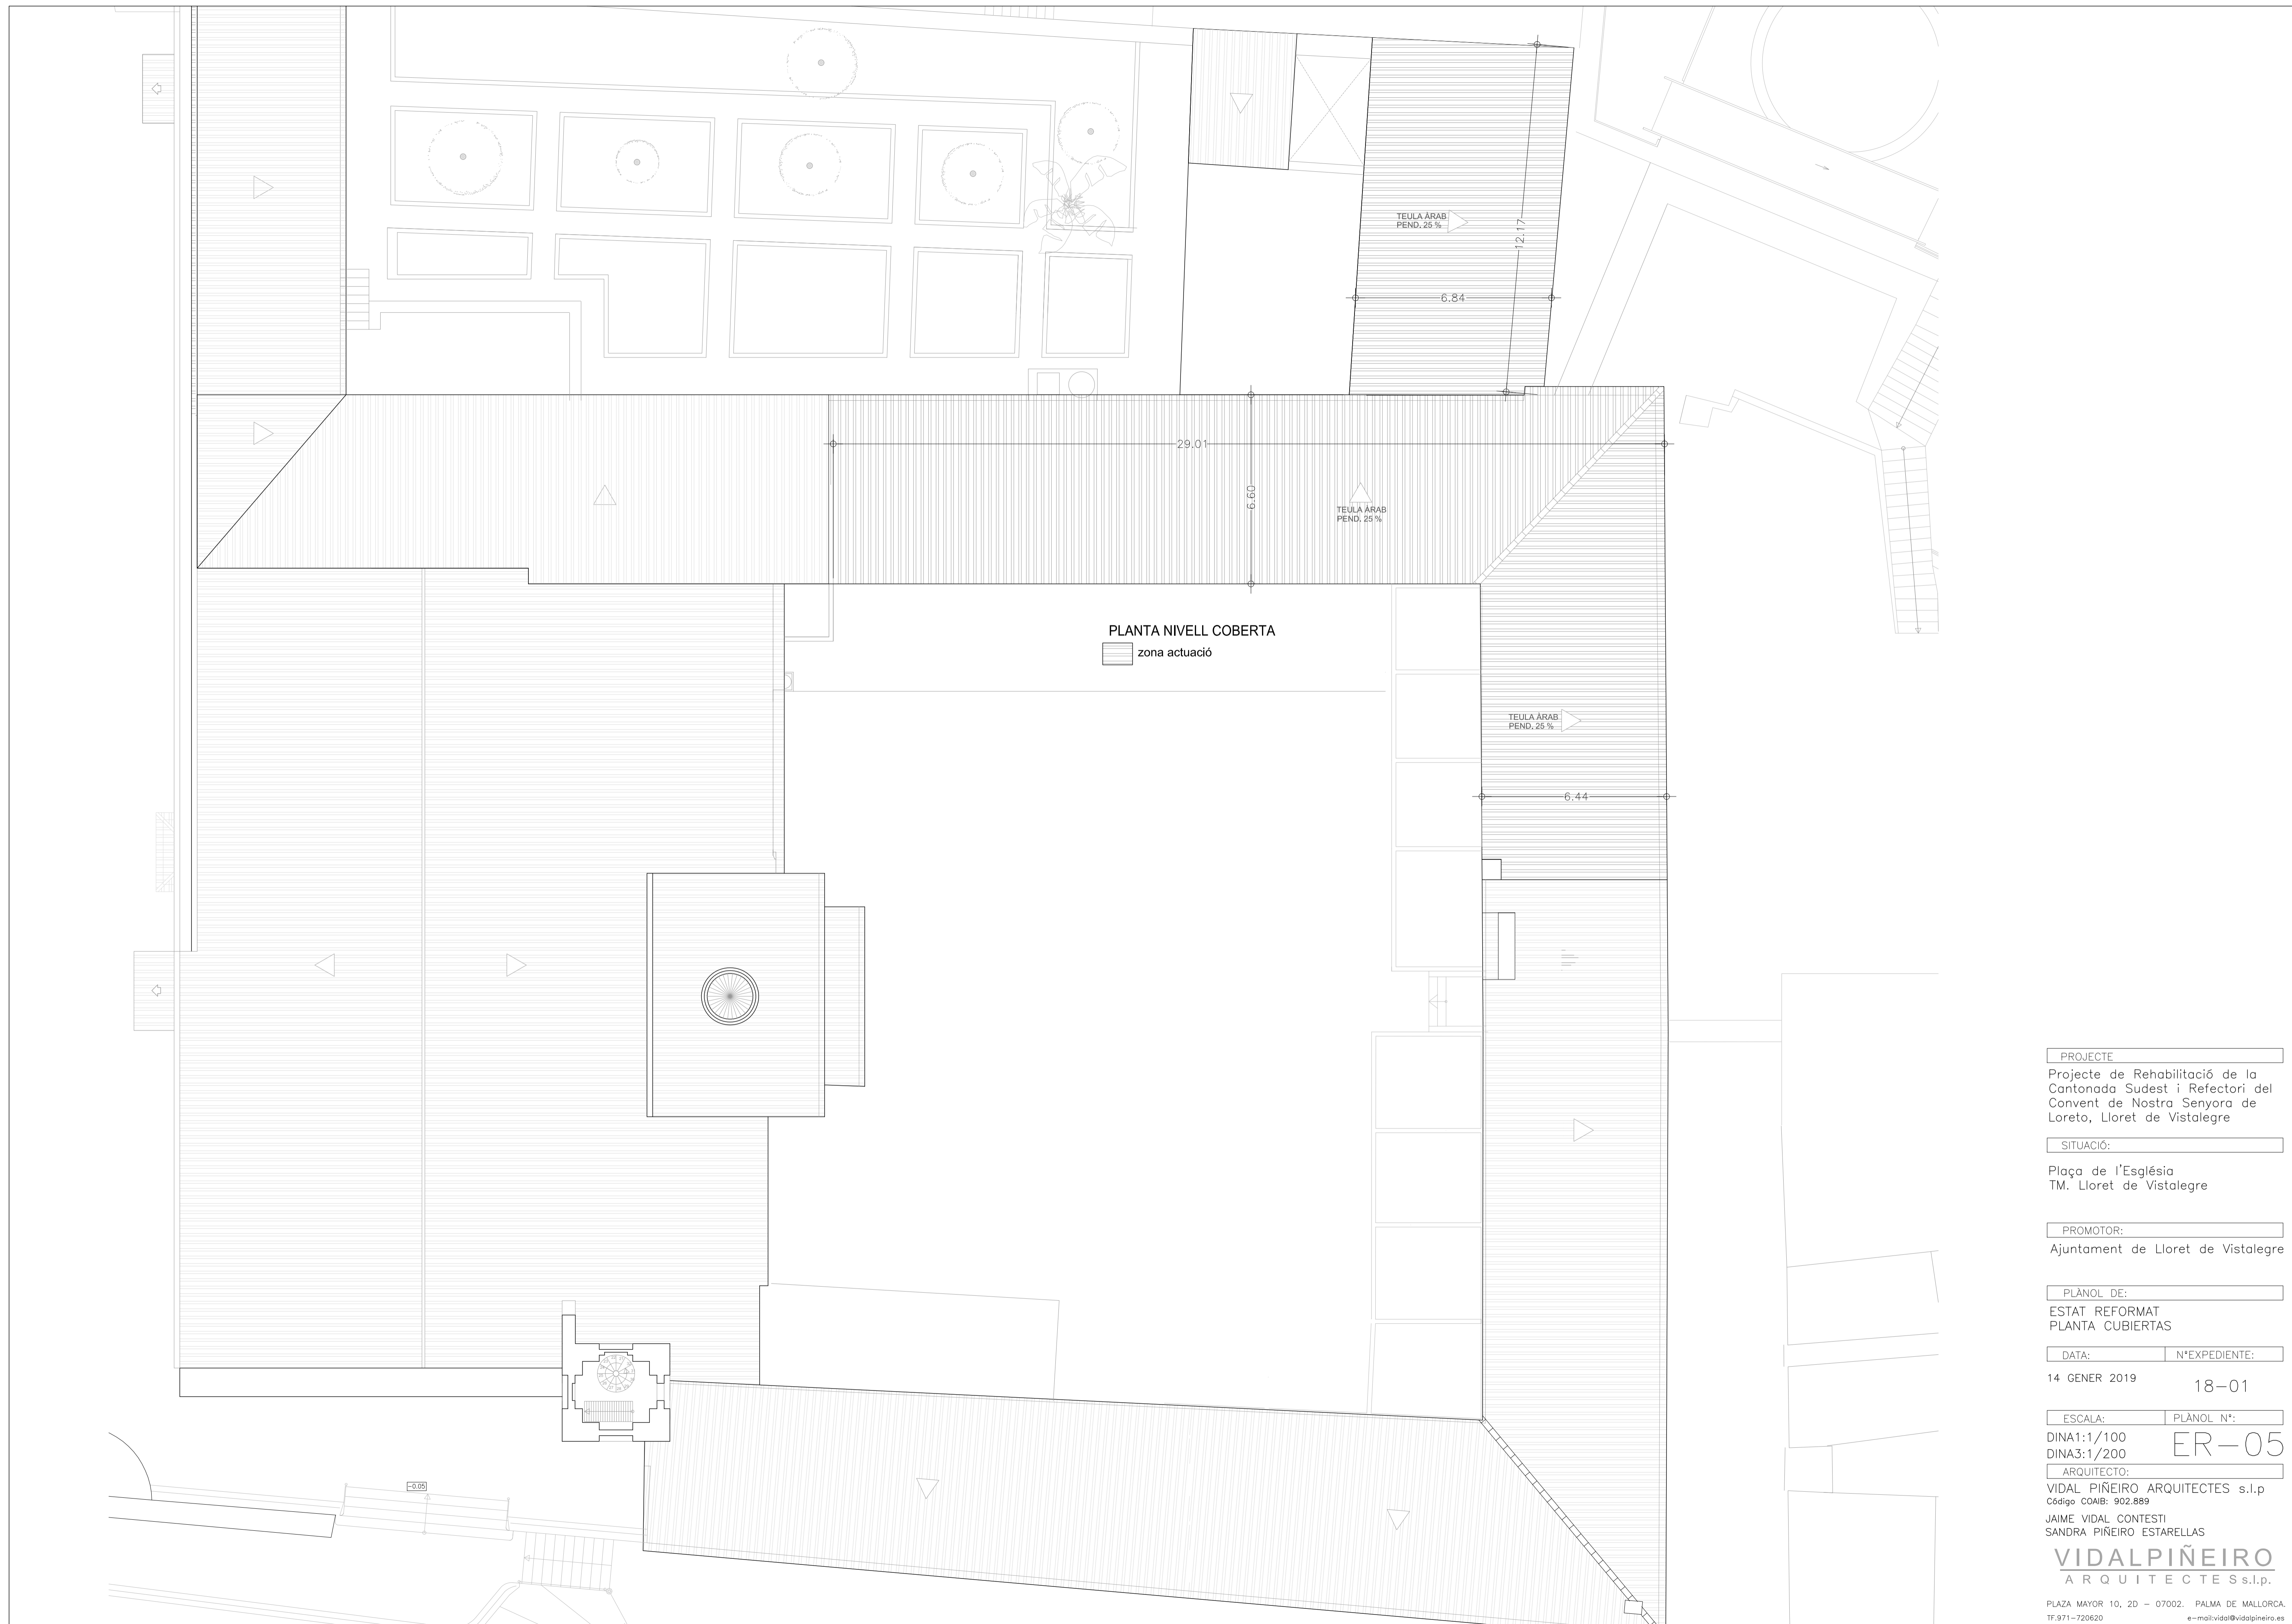 TEULA ÀRAB
PEND. 25 %
12.17
6.84
29.01
6.60
TEULA ÀRAB
PEND. 25 %
PLANTA NIVELL COBERTA
zona actuació
TEULA ÀRAB
PEND. 25 %
6.44
-0.05
PROJECTE
Projecte de Rehabilitació de la
Cantonada Sudest i Refectori del
Convent de Nostra Senyora de
Loreto, Lloret de Vistalegre
SITUACIÓ:
Plaça de l'Església
TM. Lloret de Vistalegre
PROMOTOR:
Ajuntament de Lloret de Vistalegre
PLÀNOL DE:
ESTAT REFORMAT
PLANTA CUBIERTAS
DATA: NºEXPEDIENTE:
14 GENER 2019 18-01
ESCALA: PLÀNOL Nº:
DINA1:1/100
DINA3:1/200
ER-05
ARQUITECTO:
VIDAL PIÑEIRO ARQUITECTES s.l.p
Código COAIB: 902.889
JAIME VIDAL CONTESTI
SANDRA PIÑEIRO ESTARELLAS
VIDALPIÑEIRO
ARQUITECTES s.l.p.
PLAZA MAYOR 10, 2D - 07002. PALMA DE MALLORCA.
TF.971-720620 e-mail:vidal@vidalpineiro.es